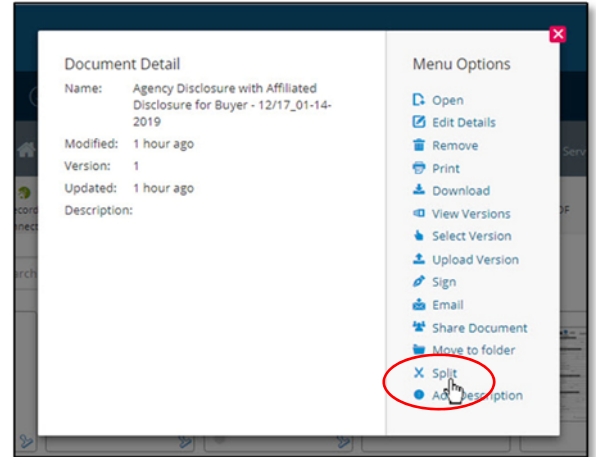 Document Detail
Name: Agency Disclosure with Affiliated
Disclosure for Buyer - 12/17_01-14-
2019
Modified: 1 hour ago
Version: 1
Updated: 1 hour ago
Description:
Menu Options
Open
Edit Details
Remove
Print
Download
View Versions
Select Version
Upload Version
Sign
Email
Share Document
Move to folder
Split
Add Description